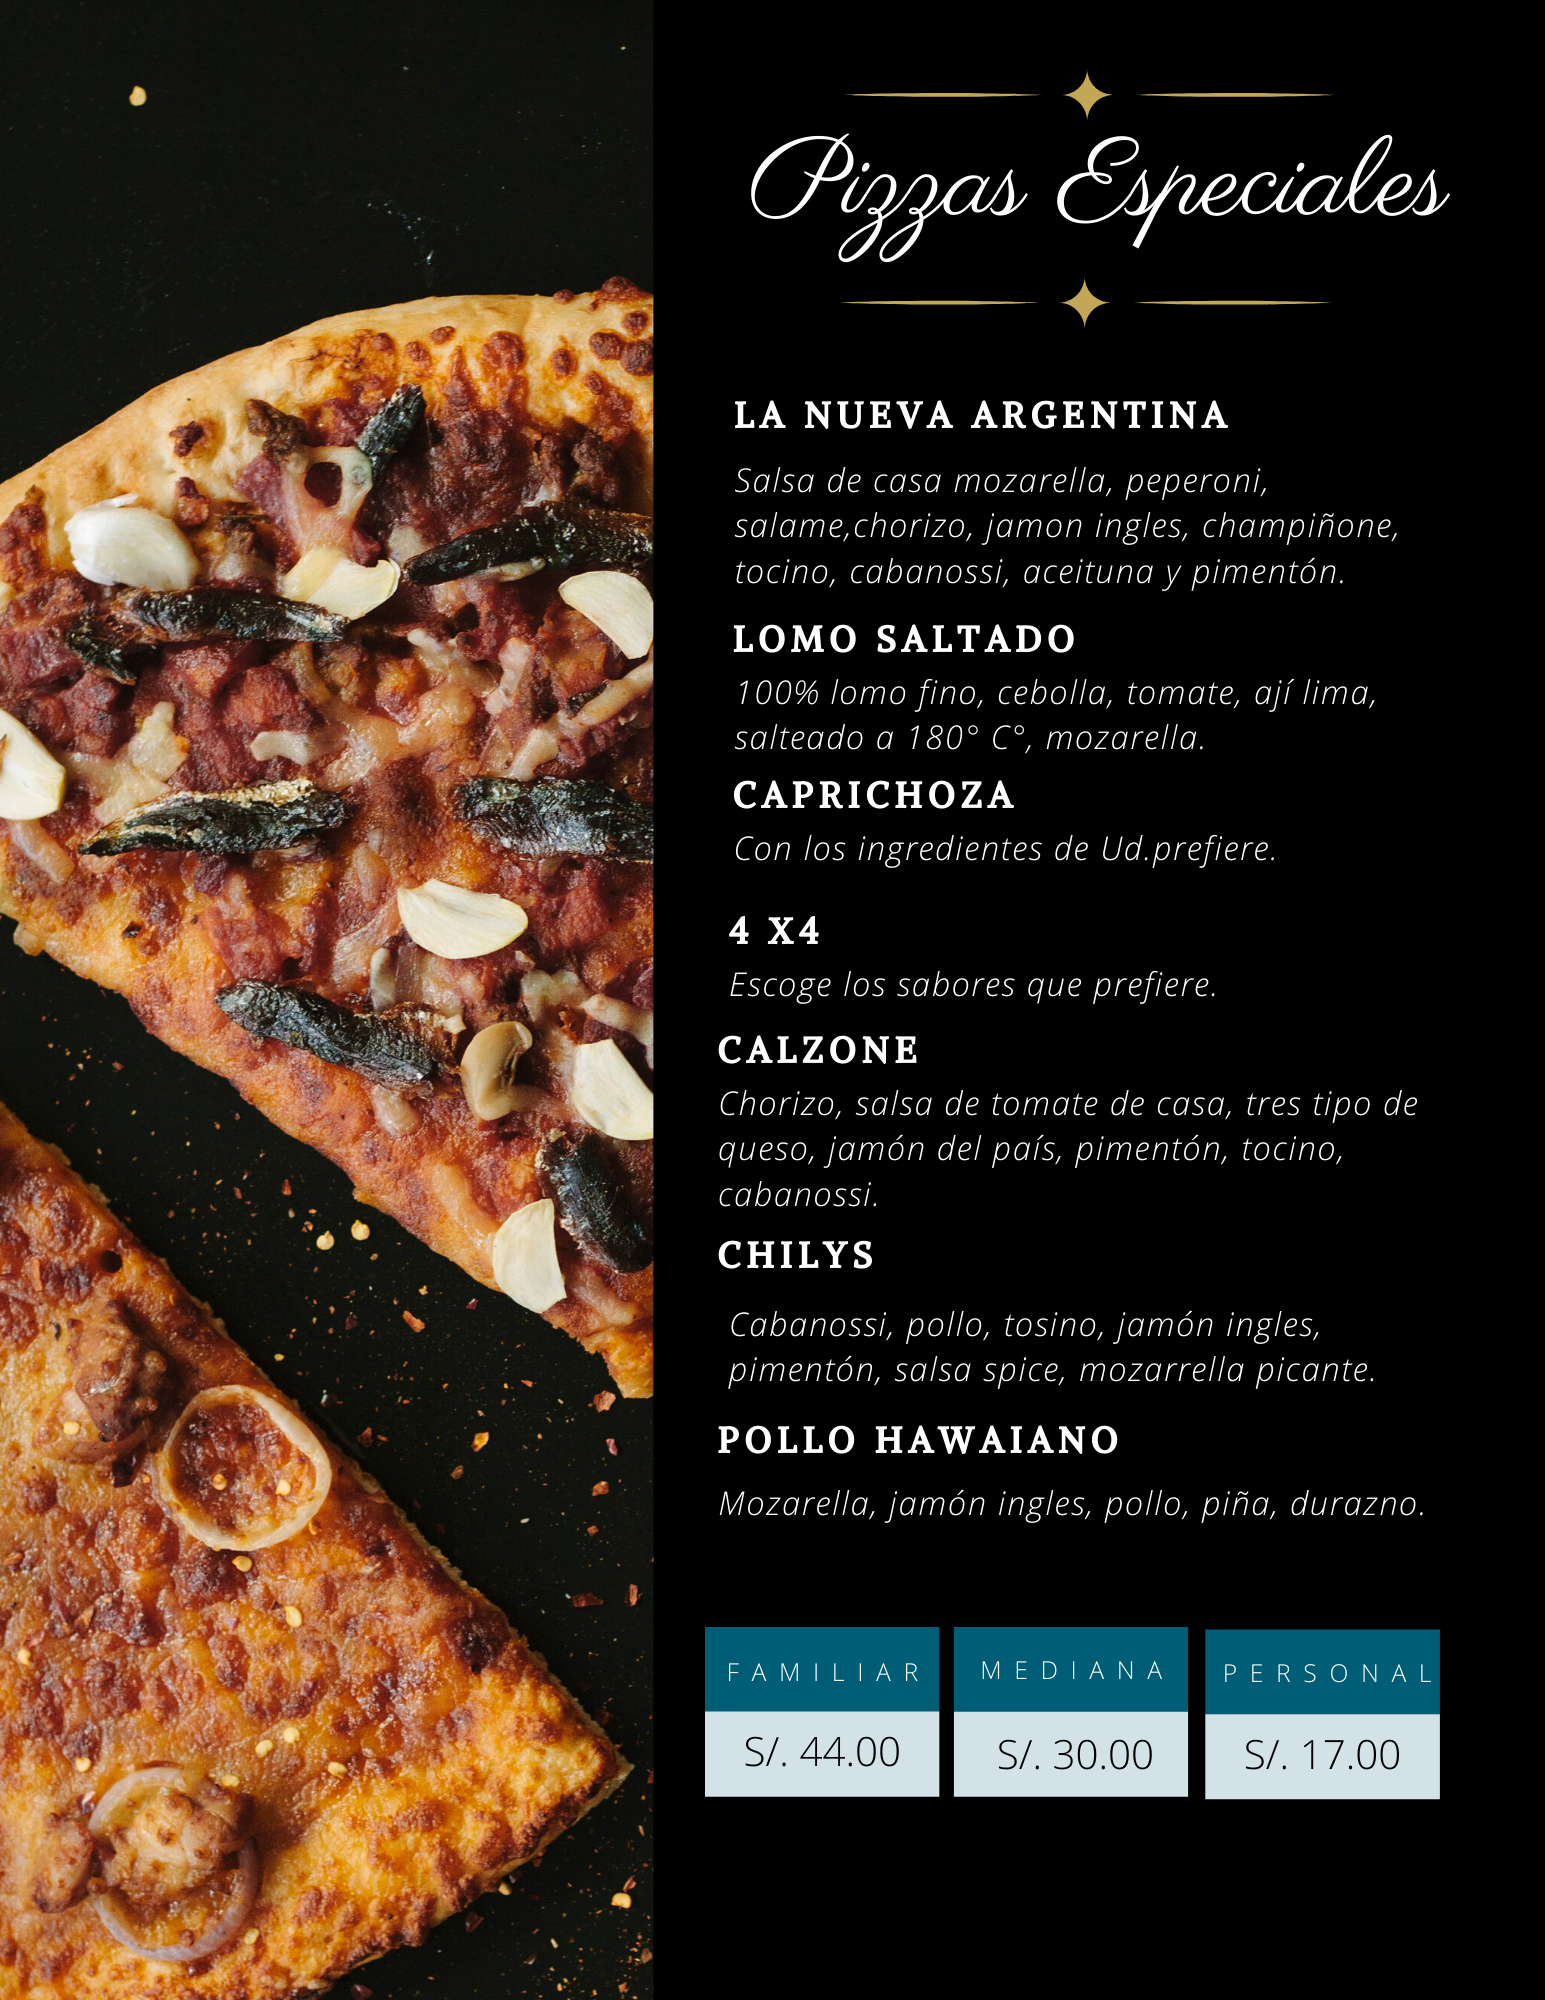 Pizzas Especiales
LA NUEVA ARGENTINA
Salsa de casa mozarella, peperoni,
salame,chorizo, jamon ingles, champiñone,
tocino, cabanossi, aceituna y pimentón.
LOMO SALTADO
100% lomo fino, cebolla, tomate, ají lima,
salteado a 180° C°, mozarella.
CAPRICHOZA
Con los ingredientes de Ud.prefiere.
4 X4
Escoge los sabores que prefiere.
CALZONE
Chorizo, salsa de tomate de casa, tres tipo de
queso, jamón del país, pimentón, tocino,
cabanossi.
CHILYS
Cabanossi, pollo, tosino, jamón ingles,
pimentón, salsa spice, mozarrella picante.
POLLO HAWAIANO
Mozarella, jamón ingles, pollo, piña, durazno.
FAMILIAR MEDIANA PERSONAL
S/. 44.00 S/. 30.00 S/. 17.00